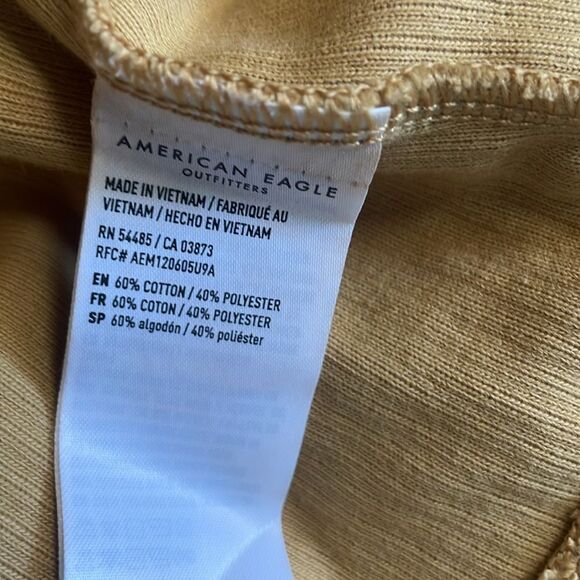 AMERICAN EAGLE
OUTFITTERS
MADE IN VIETNAM / FABRIQUÉ AU
VIETNAM / HECHO EN VIETNAM
RN 54485 / CA 03873
RFC# AEM120605U9A
EN 60% COTTON / 40% POLYESTER
FR 60% COTON / 40% POLYESTER
SP 60% algodón / 40% poliéster